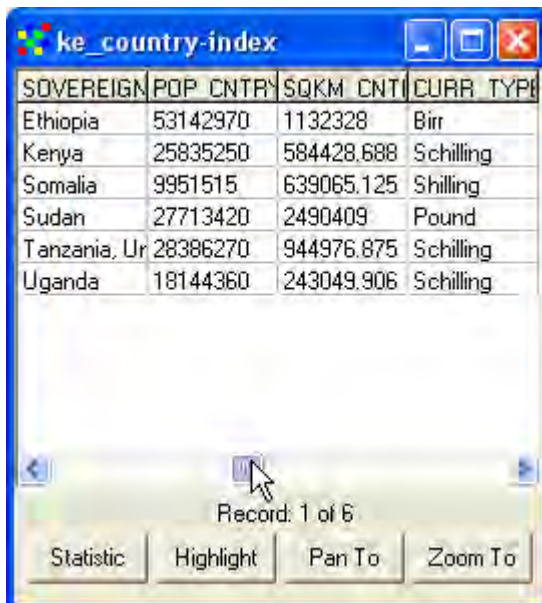 ke_country-index
SOVEREIGN POP_CNTRY SQKM_CNT CURR_TYPE
Ethiopia 53142970 1132328 Birr
Kenya 25835250 584428.688 Schilling
Somalia 9951515 639065.125 Shilling
Sudan 27713420 2490409 Pound
Tanzania, Ur 28386270 944976.875 Schilling
Uganda 18144360 243049.906 Schilling
Record: 1 of 6
Statistic Highlight Pan To Zoom To